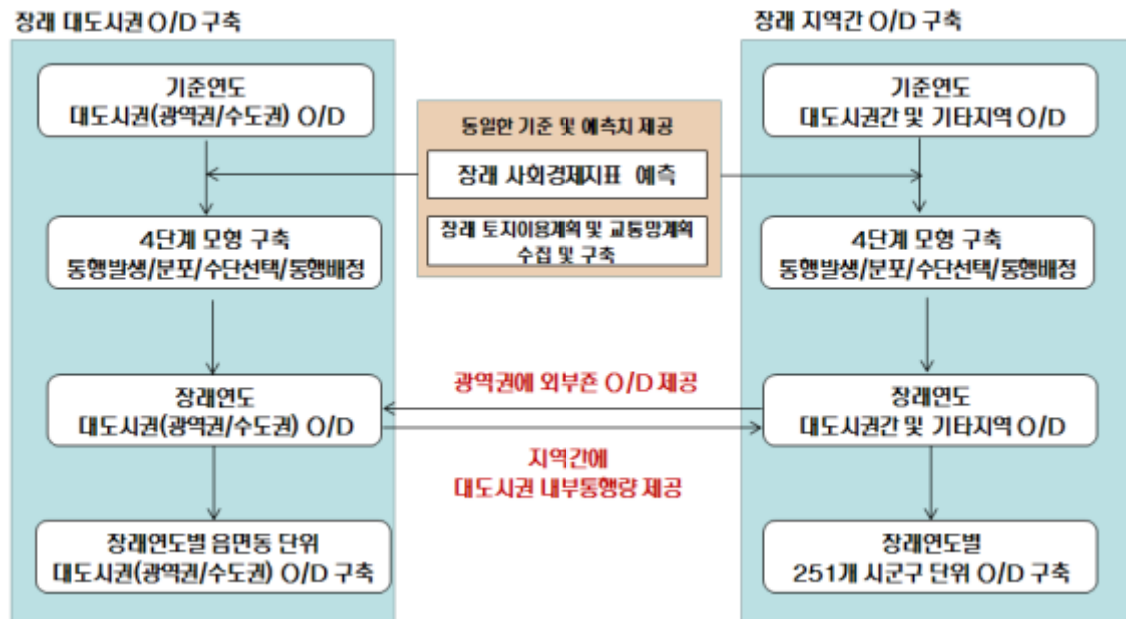 장래 대도시권 O/D 구축
기준연도
대도시권(광역권/수도권) O/D
4단계 모형 구축
통행발생/분포/수단선택/통행배정
장래연도
대도시권(광역권/수도권) O/D
장래연도별 읍면동 단위
대도시권(광역권/수도권) O/D 구축
동일한 기준 및 예측치 제공
장래 사회경제지표 예측
장래 토지이용계획 및 교통망계획
수집 및 구축
광역권에 외부죤 O/D 제공
지역간에
대도시권 내부통행량 제공
장래 지역간 O/D 구축
기준연도
대도시권간 및 기타지역 O/D
4단계 모형 구축
통행발생/분포/수단선택/통행배정
장래연도
대도시권간 및 기타지역 O/D
장래연도별
251개 시군구 단위 O/D 구축